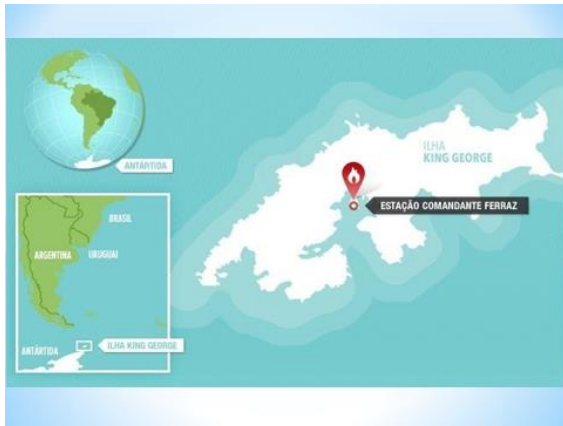 ANTÁRTIDA
ILHA
KING GEORGE
ESTAÇÃO COMANDANTE FERRAZ
BRASIL
ARGENTINA
URUGUAI
ANTÁRTIDA
ILHA KING GEORGE